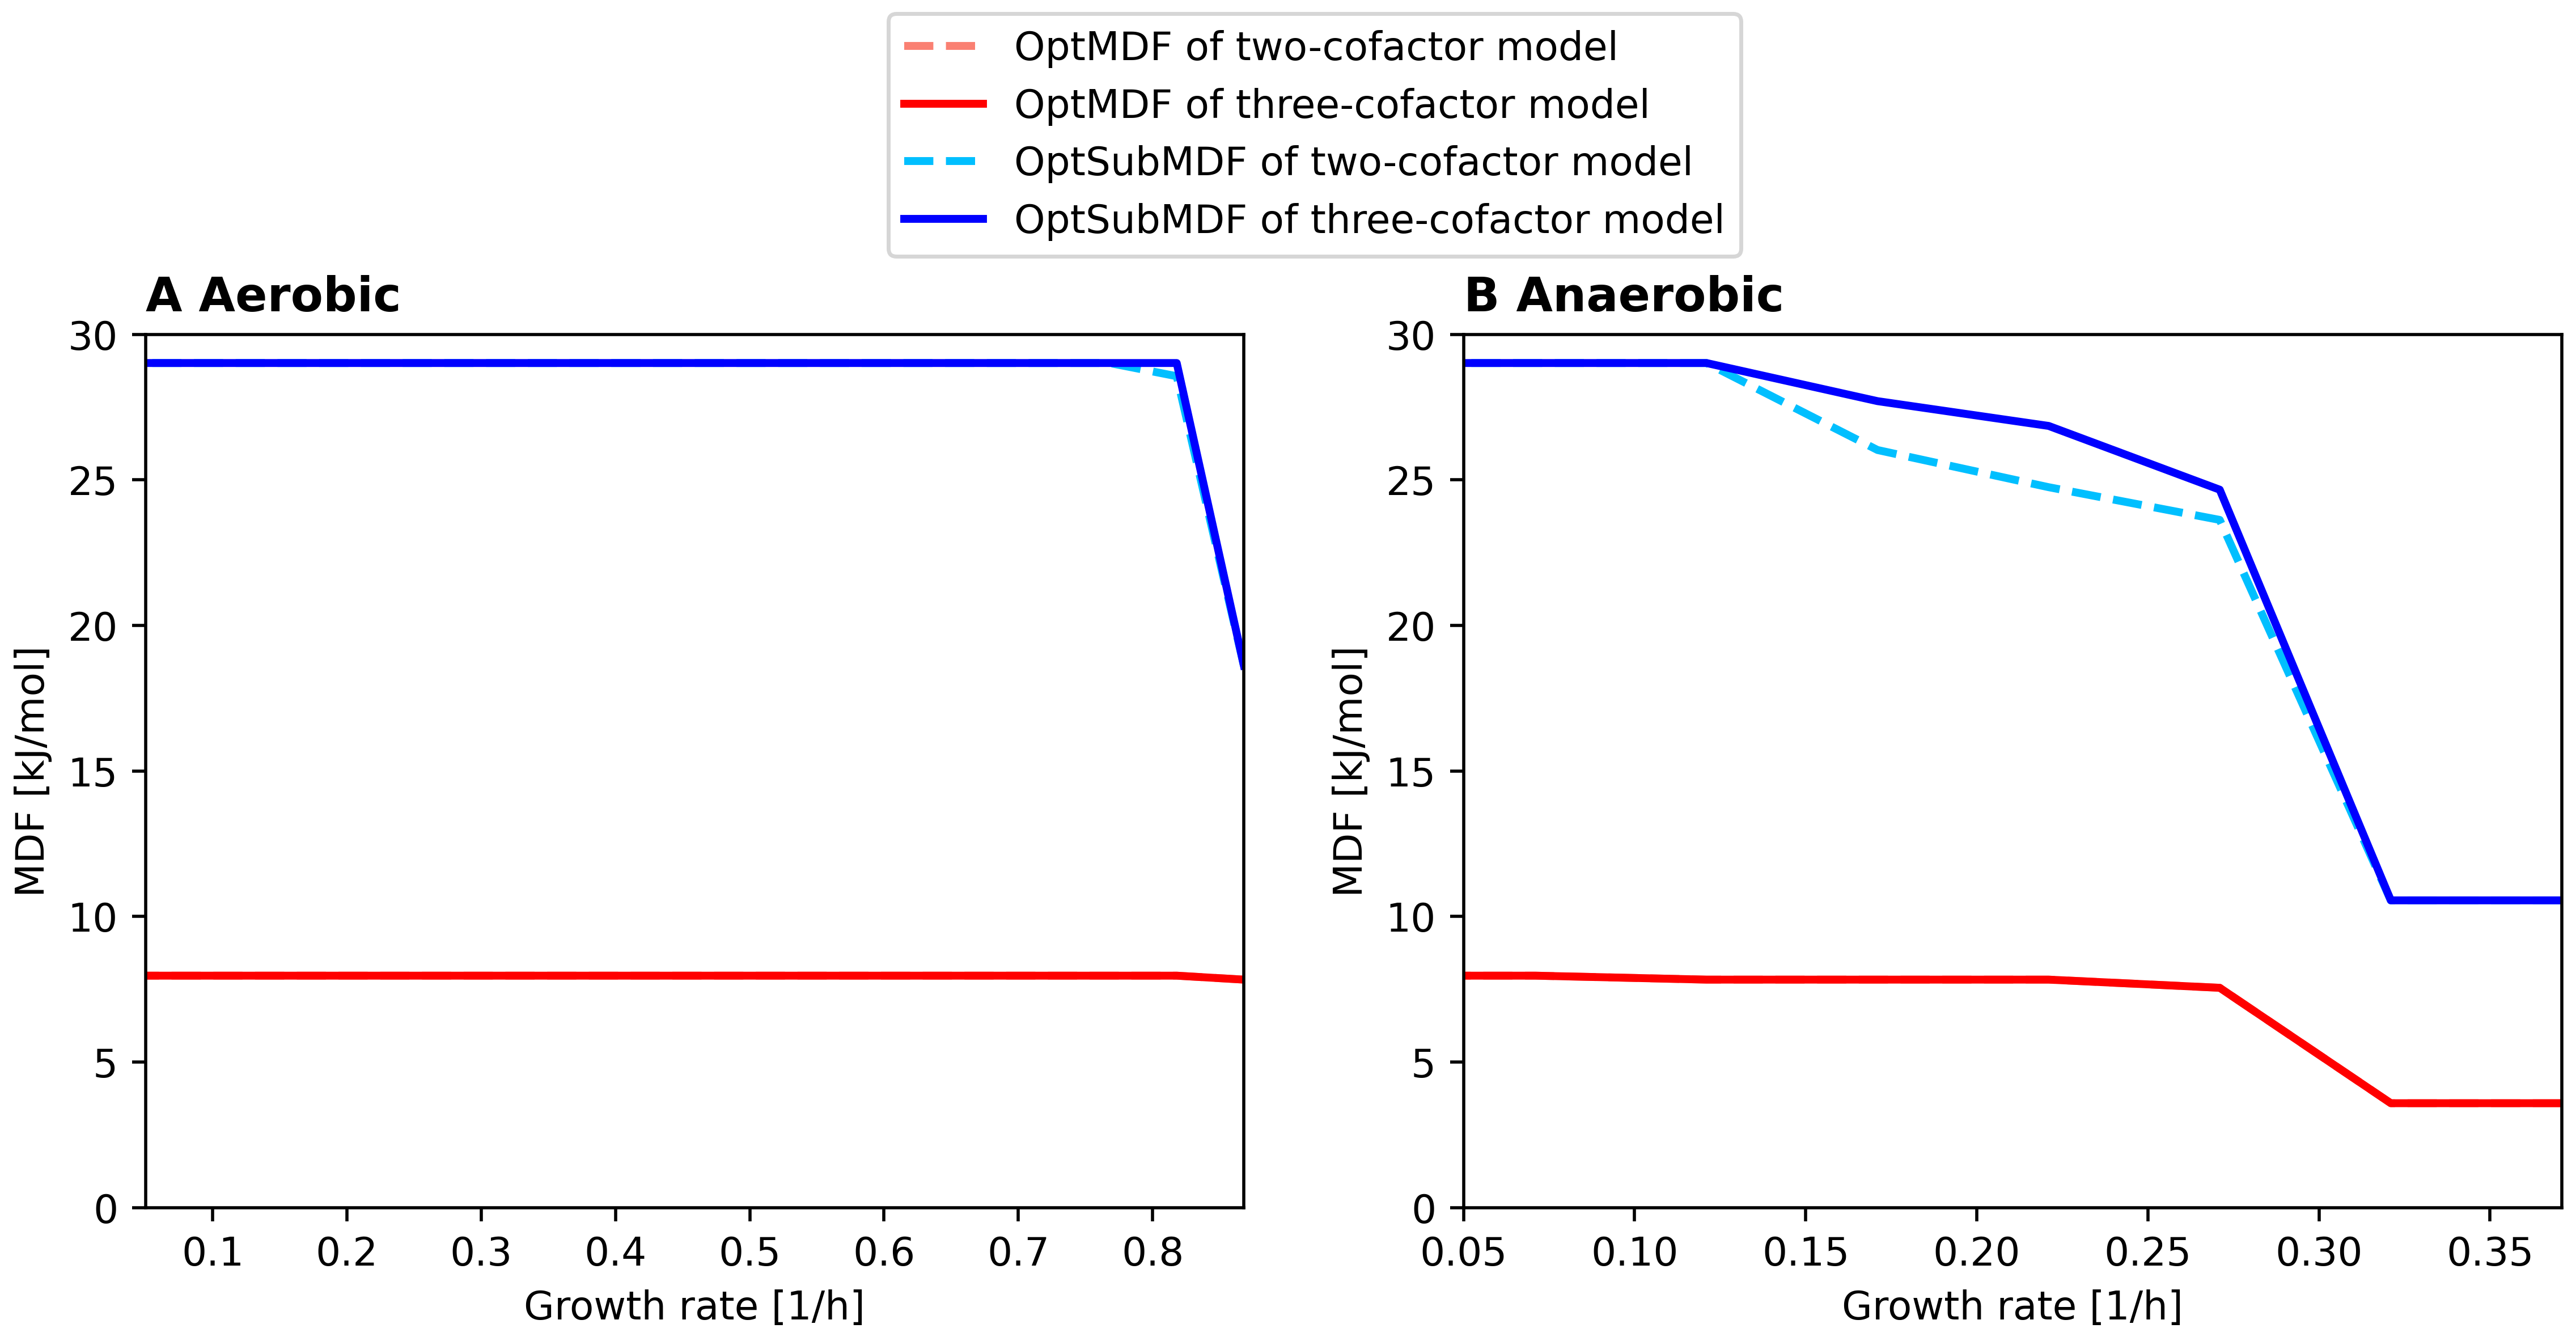 OptMDF of two-cofactor model
OptMDF of three-cofactor model
OptSubMDF of two-cofactor model
OptSubMDF of three-cofactor model
A Aerobic
30
25
20
15
10
5
0
MDF [kJ/mol]
0.1 0.2 0.3 0.4 0.5 0.6 0.7 0.8
Growth rate [1/h]
B Anaerobic
30
25
20
15
10
5
0
MDF [kJ/mol]
0.05 0.10 0.15 0.20 0.25 0.30 0.35
Growth rate [1/h]